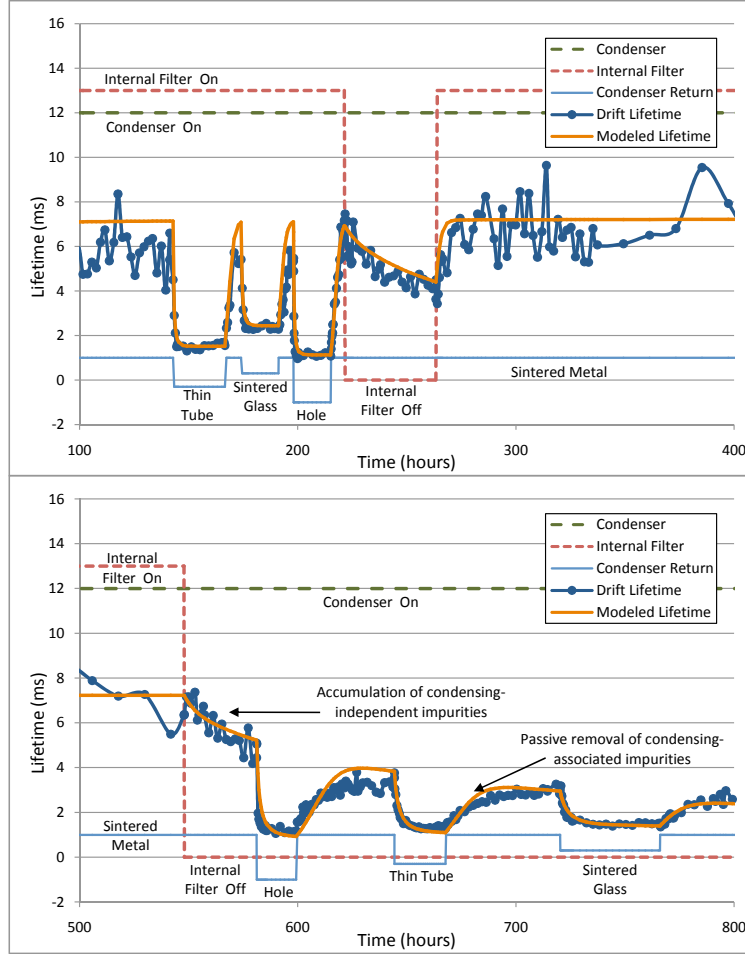 16
14
12
10
8
6
4
2
0
-2
Lifetime (ms)
Internal Filter On
Condenser On
Condenser
Internal Filter
Condenser Return
Drift Lifetime
Modeled Lifetime
Thin
Tube
Sintered
Glass
Hole
Internal
Filter Off
Sintered Metal
100
200
300
400
Time (hours)
16
14
12
10
8
6
4
2
0
-2
Lifetime (ms)
Internal
Filter On
Condenser On
Condenser
Internal Filter
Condenser Return
Drift Lifetime
Modeled Lifetime
Accumulation of condensing-
independent impurities
Passive removal of condensing-
associated impurities
Sintered
Metal
Internal
Filter Off
Hole
Thin Tube
Sintered
Glass
500
600
700
800
Time (hours)